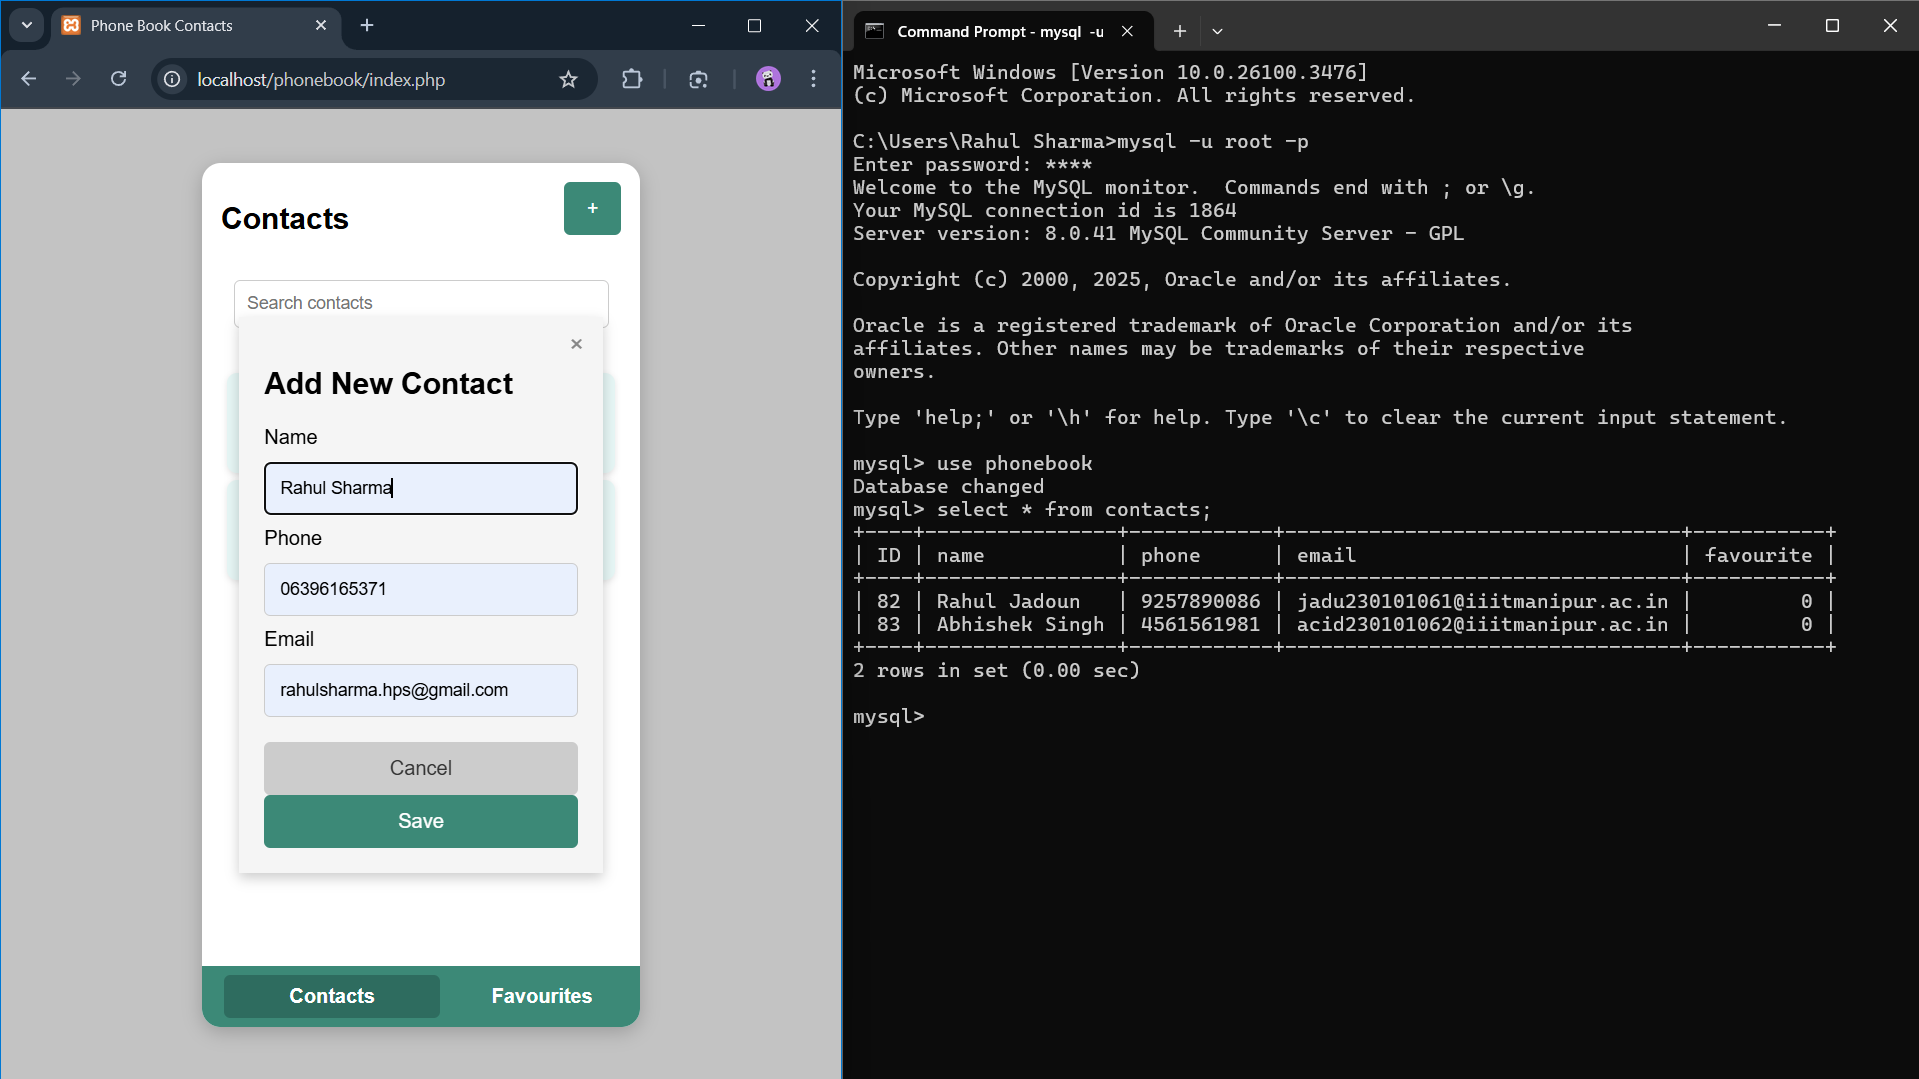 Phone Book Contacts
localhost/phonebook/index.php
Contacts
+
Search contacts
×
Add New Contact
Name
Rahul Sharma
Phone
06396165371
Email
rahulsharma.hps@gmail.com
Cancel
Save
Contacts Favourites
Command Prompt - mysql -u
Microsoft Windows [Version 10.0.26100.3476]
(c) Microsoft Corporation. All rights reserved.
C:\Users\Rahul Sharma>mysql -u root -p
Enter password: ****
Welcome to the MySQL monitor.  Commands end with ; or \g.
Your MySQL connection id is 1864
Server version: 8.0.41 MySQL Community Server - GPL
Copyright (c) 2000, 2025, Oracle and/or its affiliates.
Oracle is a registered trademark of Oracle Corporation and/or its
affiliates. Other names may be trademarks of their respective
owners.
Type 'help;' or '\h' for help. Type '\c' to clear the current input statement.
mysql> use phonebook
Database changed
mysql> select * from contacts;
+----+----------------+------------+---------------------------------+-----------+
| ID | name           | phone      | email                           | favourite |
+----+----------------+------------+---------------------------------+-----------+
| 82 | Rahul Jadoun   | 9257890086 | jadu230101061@iiitmanipur.ac.in |         0 |
| 83 | Abhishek Singh | 4561561981 | acid230101062@iiitmanipur.ac.in |         0 |
+----+----------------+------------+---------------------------------+-----------+
2 rows in set (0.00 sec)
mysql>